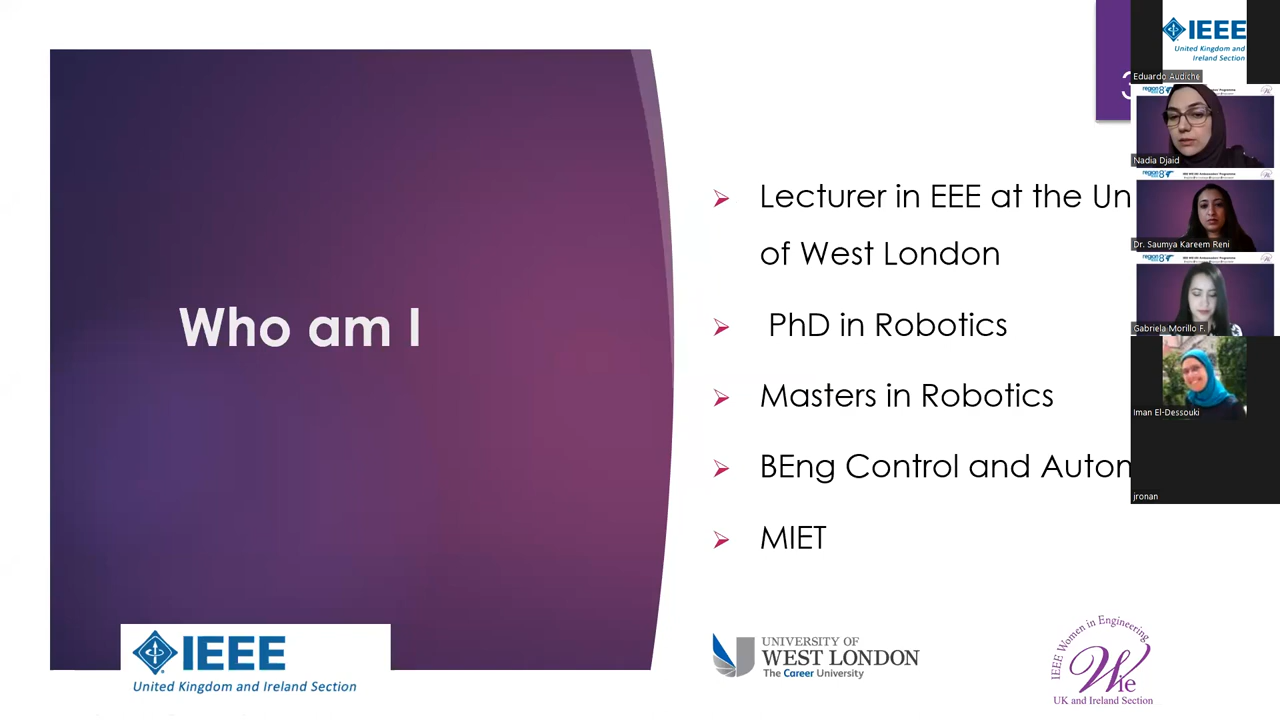 Who am I
Lecturer in EEE at the Un
of West London
PhD in Robotics
Masters in Robotics
BEng Control and Auton
MIET
IEEE
United Kingdom and Ireland Section
UNIVERSITY OF
WEST LONDON
The Career University
IEEE Women in Engineering
Wie
UK and Ireland Section
3
IEEE
United Kingdom and
Ireland Section
Eduardo Audiche
Nadia Djaid
Dr. Saumya Kareem Reni
Gabriela Morillo F.
Iman El-Dessouki
jronan